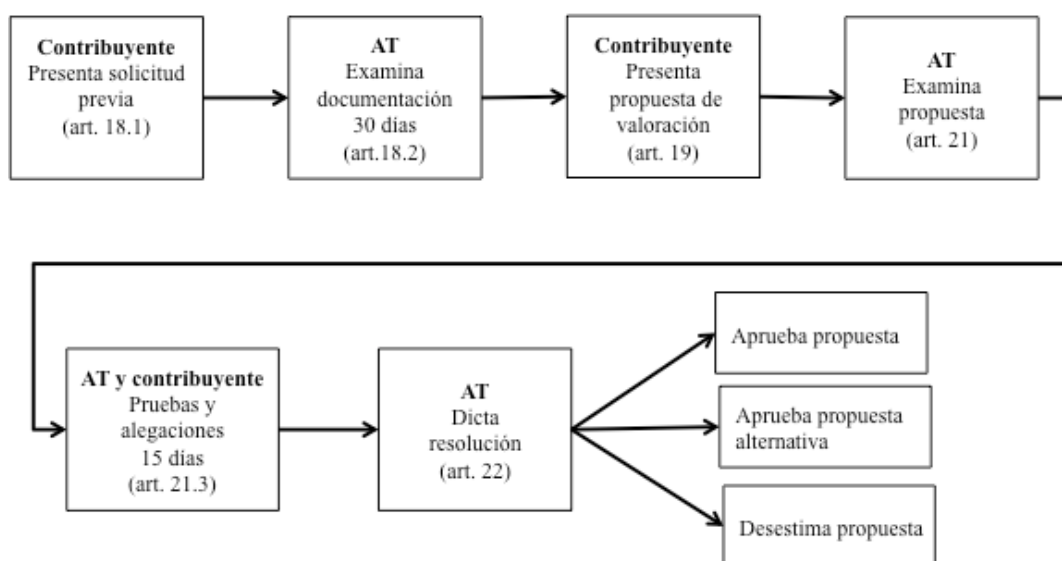 Contribuyente
Presenta solicitud
previa
(art. 18.1)
AT
Examina
documentación
30 días
(art.18.2)
Contribuyente
Presenta
propuesta de
valoración
(art. 19)
AT
Examina
propuesta
(art. 21)
AT y contribuyente
Pruebas y
alegaciones
15 días
(art. 21.3)
AT
Dicta
resolución
(art. 22)
Aprueba propuesta
Aprueba propuesta
alternativa
Desestima propuesta